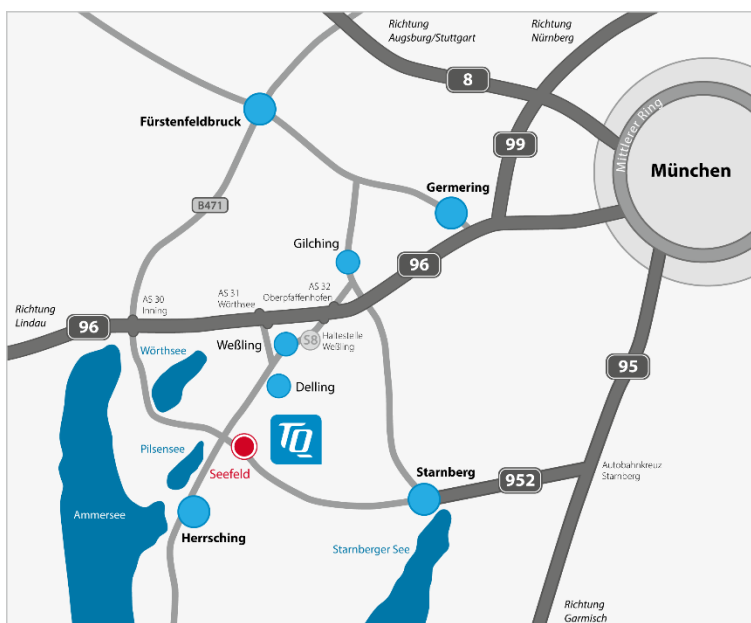 Richtung
Augsburg/Stuttgart
Richtung
Nürnberg
8
Fürstenfeldbruck
99
Mittlerer Ring
München
Germering
B471
Gilching
96
AS 30
Inning
AS 31
Wörthsee
AS 32
Oberpfaffenhofen
Richtung
Lindau
96
Weßling
S8
Haltestelle
Weßling
Wörthsee
Delling
95
TQ
Pilsensee
Seefeld
Starnberg
952
Autobahnkreuz
Starnberg
Ammersee
Herrsching
Starnberger See
Richtung
Garmisch